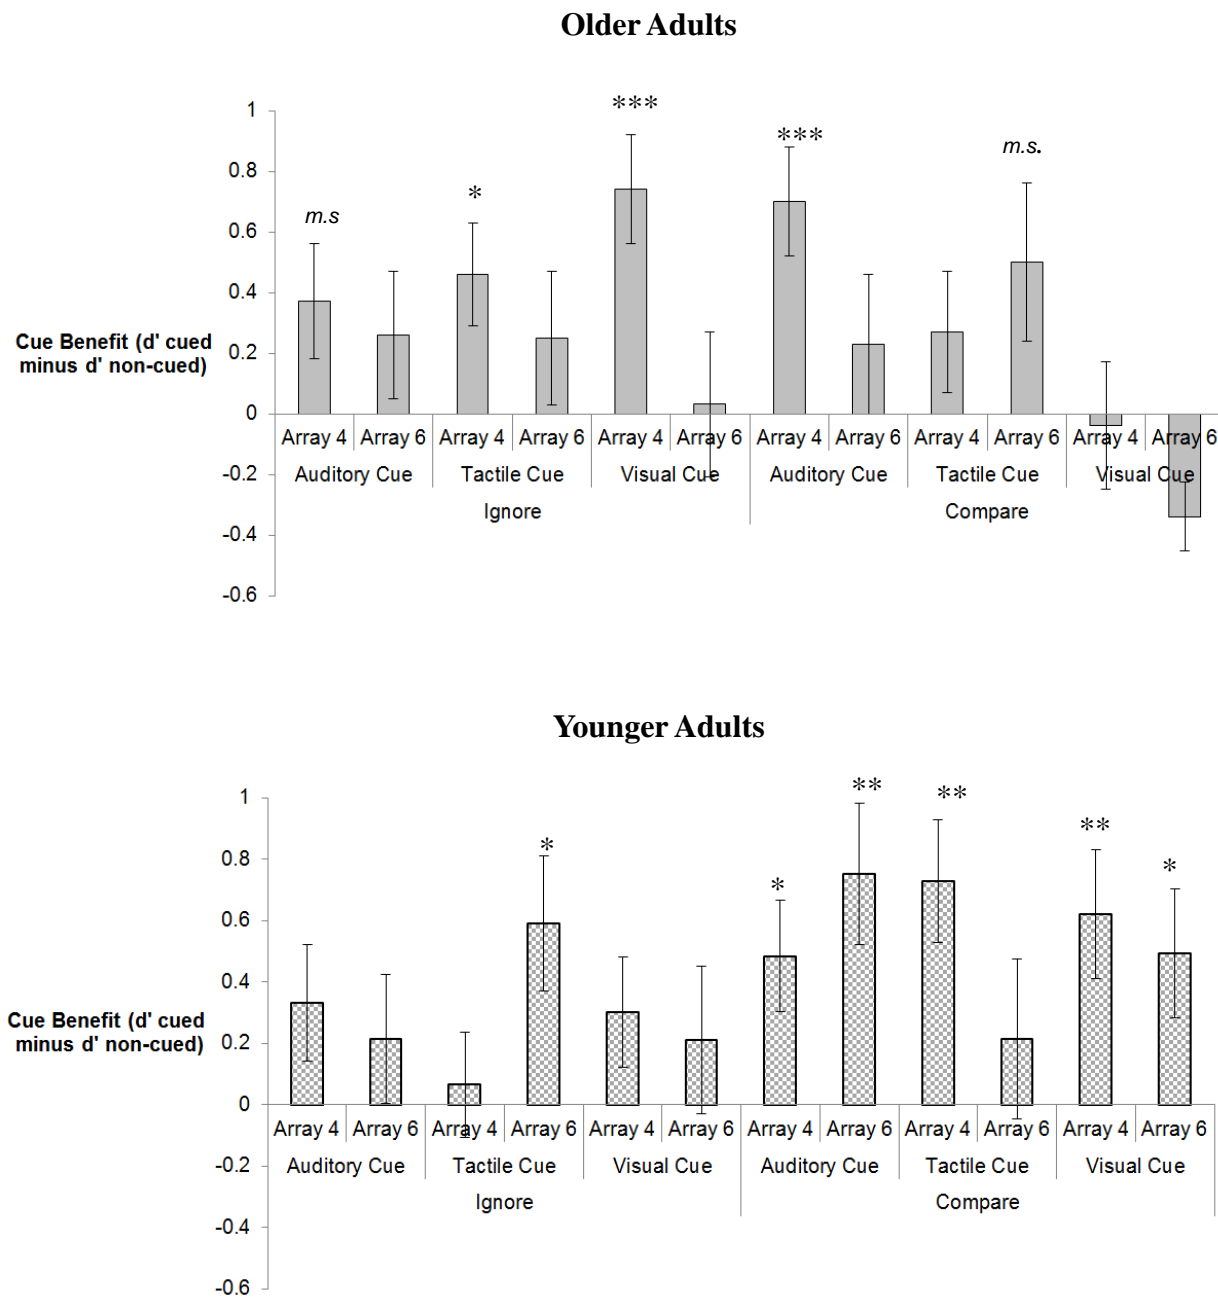 Older Adults
1
0.8
0.6
0.4
0.2
0
-0.2
-0.4
-0.6
Cue Benefit (d' cued
minus d' non-cued)
m.s
*
***
***
m.s.
Array 4 Array 6 Array 4 Array 6 Array 4 Array 6 Array 4 Array 6 Array 4 Array 6 Array 4 Array 6
Auditory Cue Tactile Cue Visual Cue Auditory Cue Tactile Cue Visual Cue
Ignore Compare
Younger Adults
1
0.8
0.6
0.4
0.2
0
-0.2
-0.4
-0.6
Cue Benefit (d' cued
minus d' non-cued)
*
*
**
**
**
*
Array 4 Array 6 Array 4 Array 6 Array 4 Array 6 Array 4 Array 6 Array 4 Array 6 Array 4 Array 6
Auditory Cue Tactile Cue Visual Cue Auditory Cue Tactile Cue Visual Cue
Ignore Compare